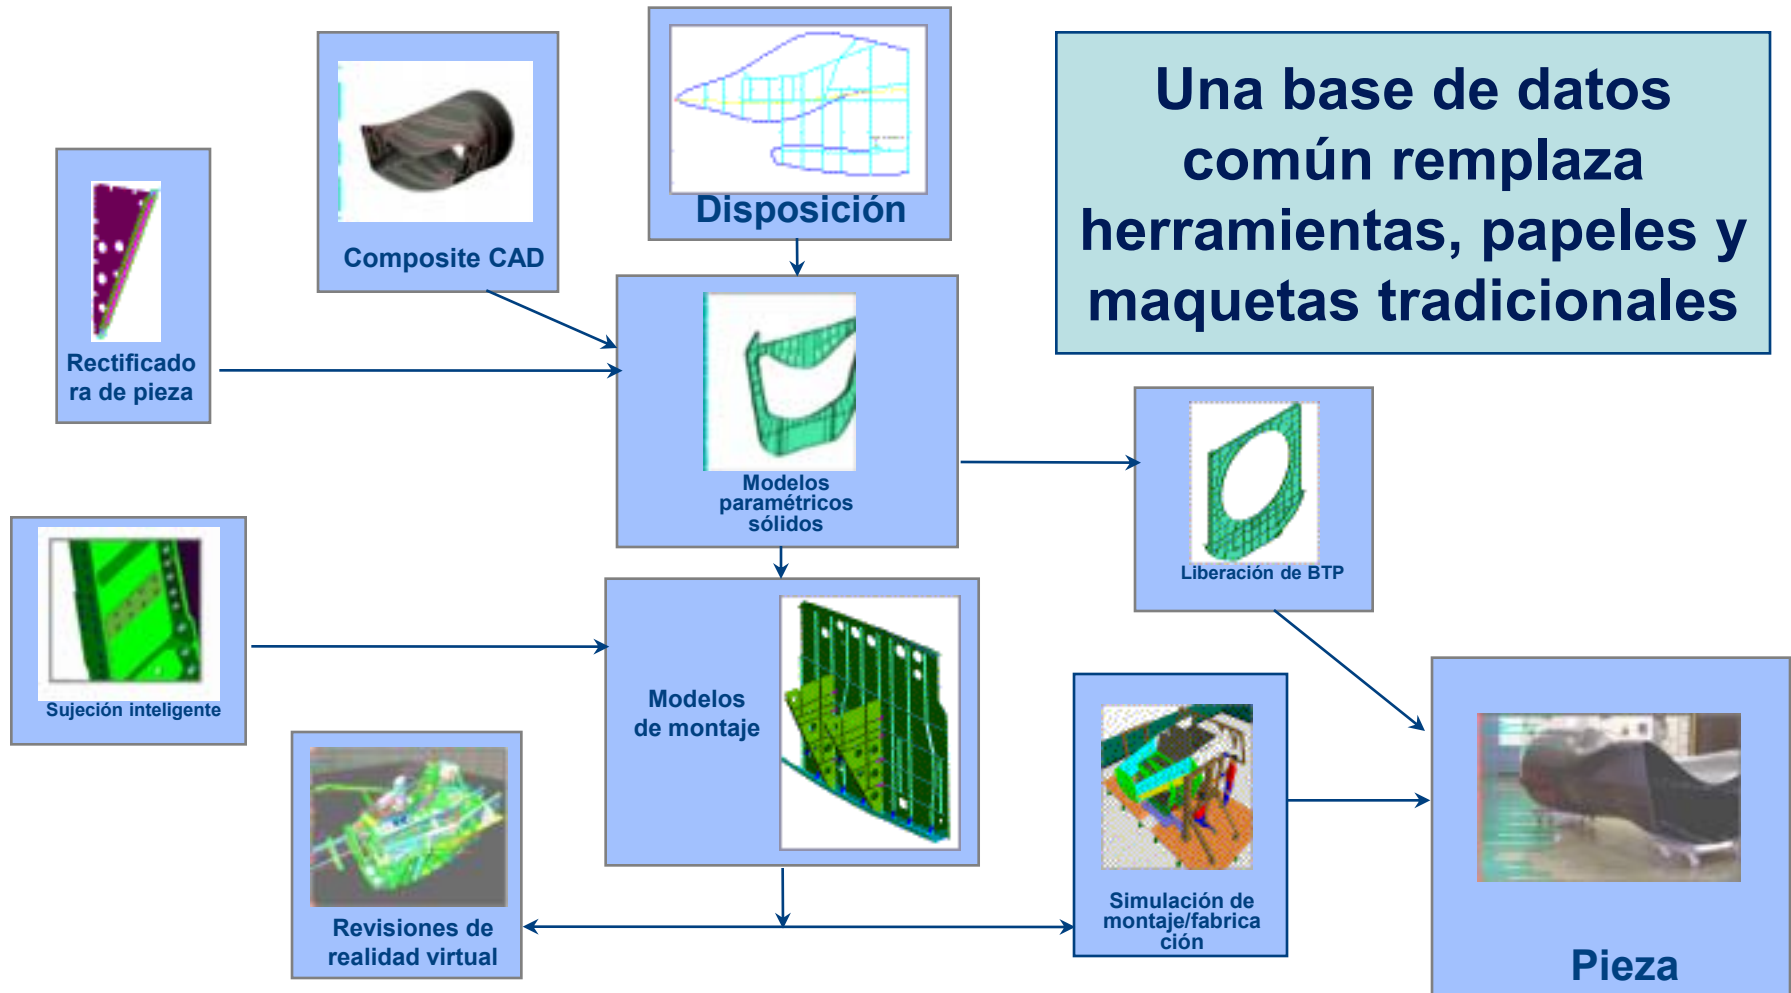 Una base de datos
común remplaza
herramientas, papeles y
maquetas tradicionales
Disposición
Composite CAD
Rectificado
ra de pieza
Modelos
paramétricos
sólidos
Liberación de BTP
Sujeción inteligente
Modelos
de montaje
Revisiones de
realidad virtual
Simulación de
montaje/fabrica
ción
Pieza